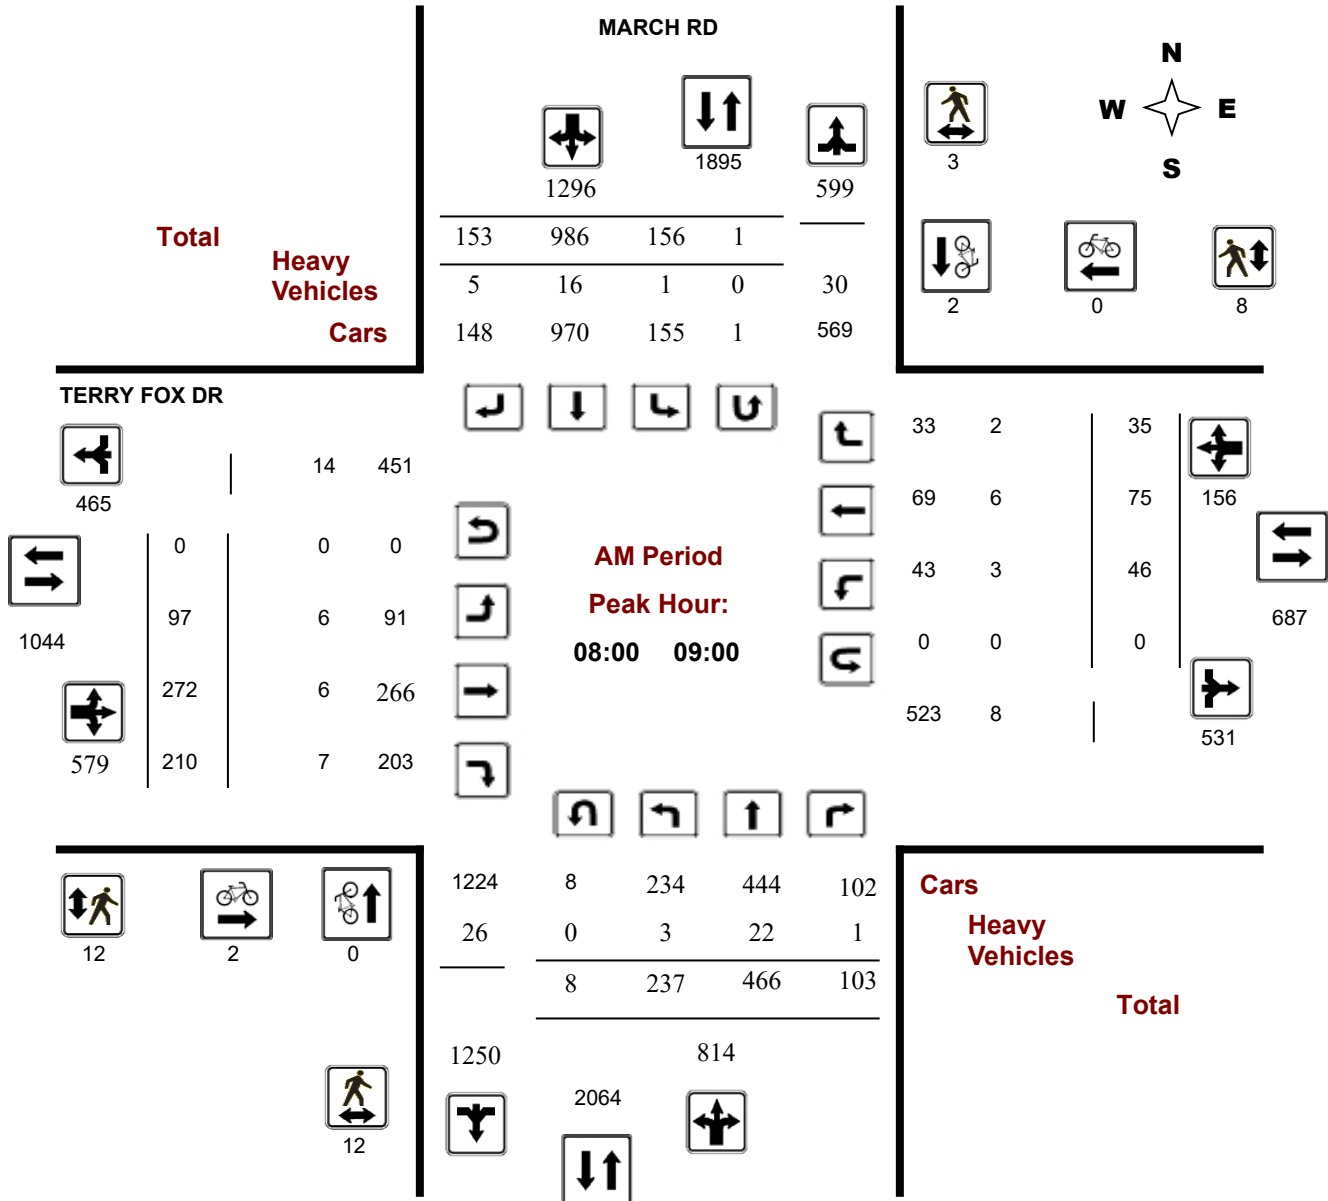 MARCH RD
N
W E
S
1895
3
1296
599
Total
153 986 156 1
Heavy
Vehicles
5 16 1 0 30
Cars
148 970 155 1 569
2 0 8
TERRY FOX DR
33 2 35
14 451
465
69 6 75 156
0 0 0
AM Period
43 3 46
97 6 91
Peak Hour:
687
1044
08:00 09:00
0 0 0
272 6 266
523 8
531
579 210 7 203
1224 8 234 444 102
Cars
26 0 3 22 1
Heavy
Vehicles
12 2 0
8 237 466 103
Total
1250 814
2064
12